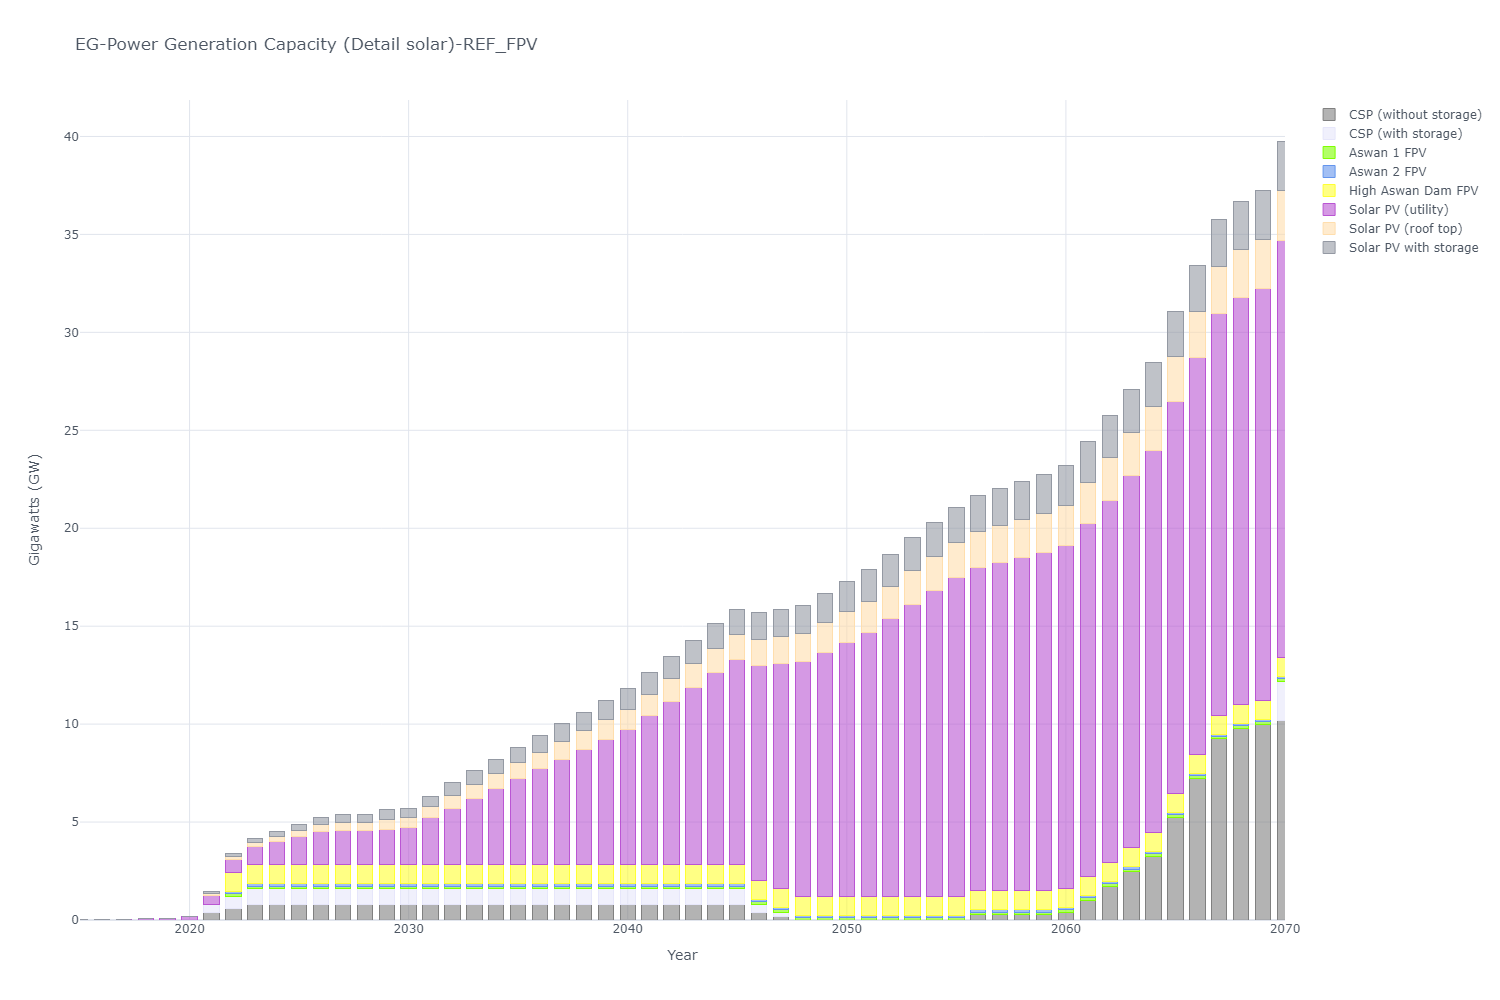 EG-Power Generation Capacity (Detail solar)-REF_FPV
CSP (without storage)
CSP (with storage)
Aswan 1 FPV
Aswan 2 FPV
High Aswan Dam FPV
Solar PV (utility)
Solar PV (roof top)
Solar PV with storage
40
35
30
25
20
15
10
5
0
Gigawatts (GW)
2020
2030
2040
2050
2060
2070
Year